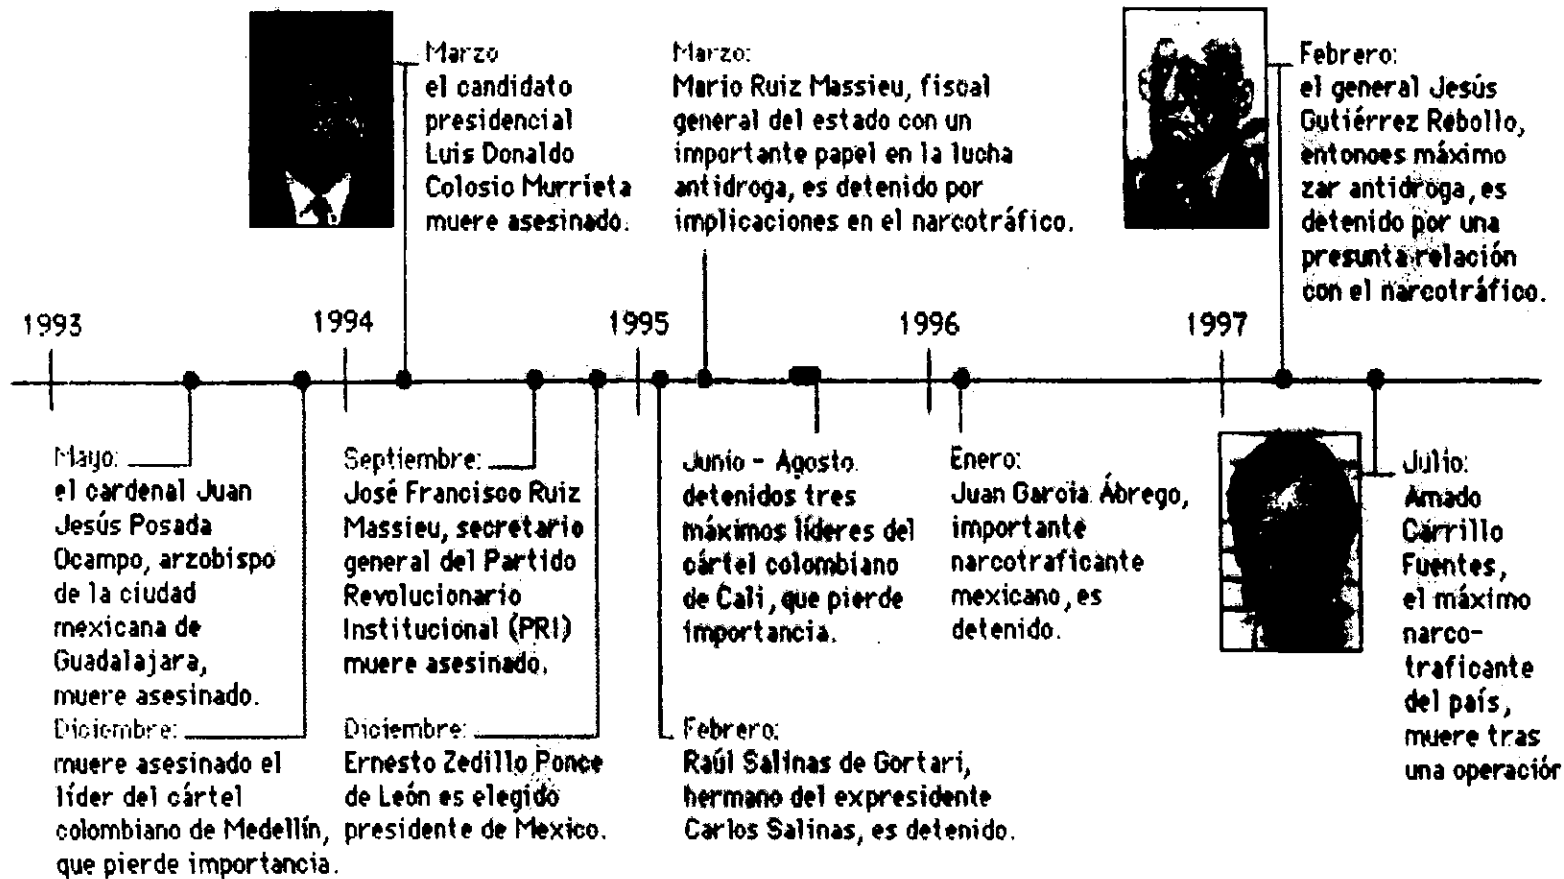 Marzo
el candidato
presidencial
Luis Donaldo
Colosio Murrieta
muere asesinado.
Marzo:
Mario Ruiz Massieu, fiscal
general del estado con un
importante papel en la lucha
antidroga, es detenido por
implicaciones en el narcotráfico.
Febrero:
el general Jesús
Gutiérrez Rebollo,
entonces máximo
zar antidroga, es
detenido por una
presunta relación
con el narcotráfico.
1993
1994
1995
1996
1997
Mayo:
el cardenal Juan
Jesús Posada
Ocampo, arzobispo
de la ciudad
mexicana de
Guadalajara,
muere asesinado.
Diciembre:
muere asesinado el
líder del cártel
colombiano de Medellín,
que pierde importancia.
Septiembre:
José Francisco Ruiz
Massieu, secretario
general del Partido
Revolucionario
Institucional (PRI)
muere asesinado.
Diciembre:
Ernesto Zedillo Ponce
de León es elegido
presidente de Mexico.
Junio - Agosto.
detenidos tres
máximos líderes del
cártel colombiano
de Cali, que pierde
importancia.
Febrero:
Raúl Salinas de Gortari,
hermano del expresidente
Carlos Salinas, es detenido.
Enero:
Juan Garcia Ábrego,
importante
narcotraficante
mexicano, es
detenido.
Julio:
Amado
Carrillo
Fuentes,
el máximo
narco-
traficante
del país,
muere tras
una operación